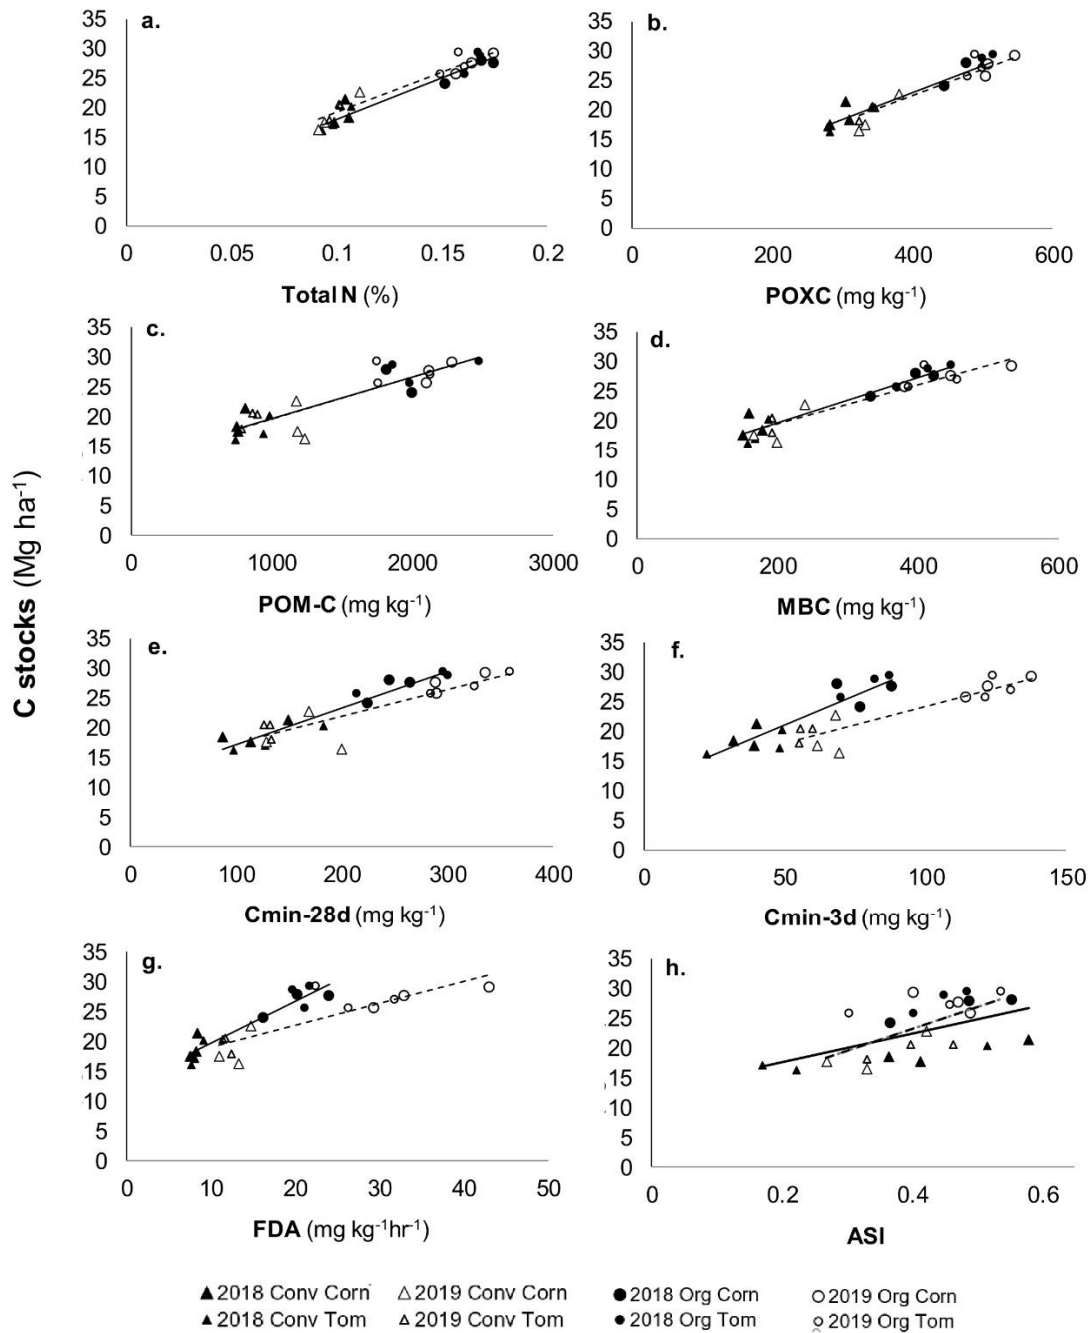 C stocks (Mg ha⁻¹)
a.
35
30
25
20
15
10
5
0
0 0.05 0.1 0.15 0.2
Total N (%)
b.
35
30
25
20
15
10
5
0
0 200 400 600
POXC (mg kg⁻¹)
c.
35
30
25
20
15
10
5
0
0 1000 2000 3000
POM-C (mg kg⁻¹)
d.
35
30
25
20
15
10
5
0
0 200 400 600
MBC (mg kg⁻¹)
e.
35
30
25
20
15
10
5
0
0 100 200 300 400
Cmin-28d (mg kg⁻¹)
f.
35
30
25
20
15
10
5
0
0 50 100 150
Cmin-3d (mg kg⁻¹)
g.
35
30
25
20
15
10
5
0
0 10 20 30 40 50
FDA (mg kg⁻¹hr⁻¹)
h.
35
30
25
20
15
10
5
0
0 0.2 0.4 0.6
ASI
2018 Conv Corn 2019 Conv Corn 2018 Org Corn 2019 Org Corn
2018 Conv Tom 2019 Conv Tom 2018 Org Tom 2019 Org Tom